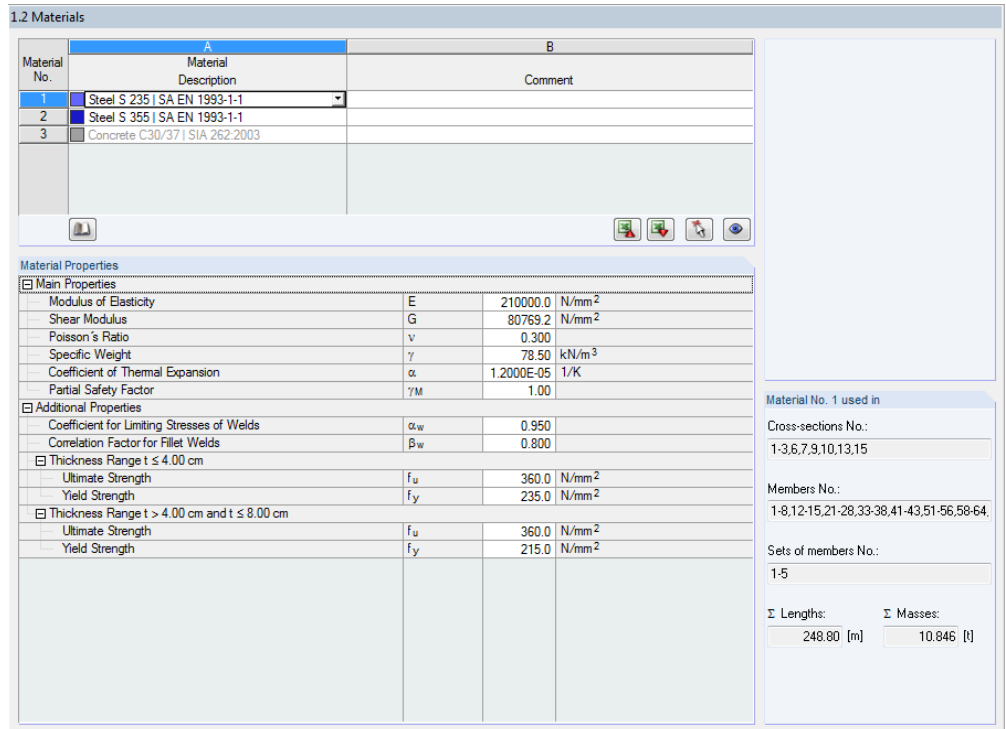 1.2 Materials
A B
Material No. Material Description Comment
1 Steel S 235 | SA EN 1993-1-1
2 Steel S 355 | SA EN 1993-1-1
3 Concrete C30/37 | SIA 262:2003
Material Properties
Main Properties
Modulus of Elasticity E 210000.0 N/mm²
Shear Modulus G 80769.2 N/mm²
Poisson´s Ratio ν 0.300
Specific Weight γ 78.50 kN/m³
Coefficient of Thermal Expansion α 1.2000E-05 1/K
Partial Safety Factor γM 1.00
Additional Properties
Coefficient for Limiting Stresses of Welds αw 0.950
Correlation Factor for Fillet Welds βw 0.800
Thickness Range t ≤ 4.00 cm
Ultimate Strength fu 360.0 N/mm²
Yield Strength fy 235.0 N/mm²
Thickness Range t > 4.00 cm and t ≤ 8.00 cm
Ultimate Strength fu 360.0 N/mm²
Yield Strength fy 215.0 N/mm²
Material No. 1 used in
Cross-sections No.:
1-3,6,7,9,10,13,15
Members No.:
1-8,12-15,21-28,33-38,41-43,51-56,58-64,
Sets of members No.:
1-5
Σ Lengths: Σ Masses:
248.80 [m] 10.846 [t]